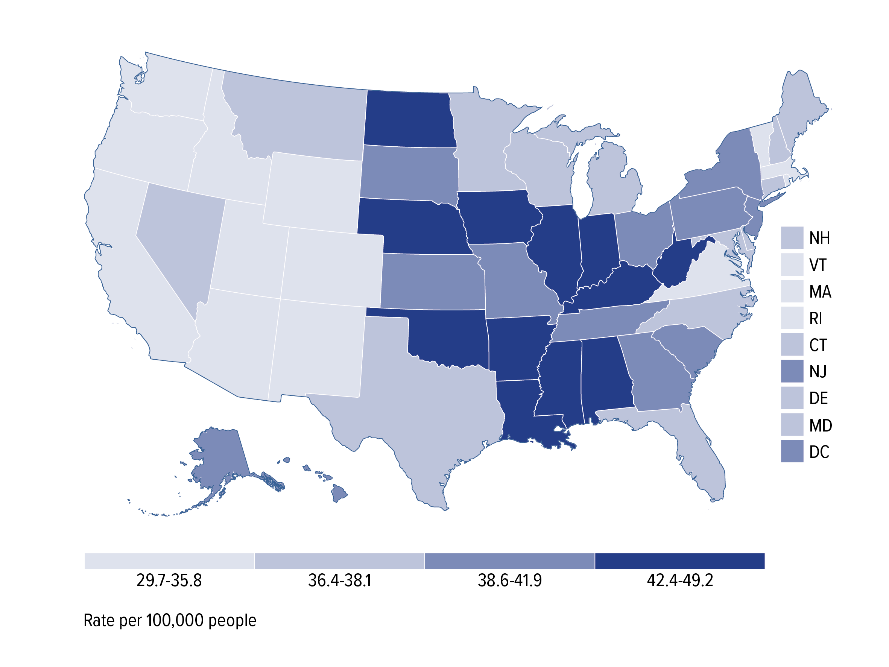 NH
VT
MA
RI
CT
NJ
DE
MD
DC
29.7-35.8 36.4-38.1 38.6-41.9 42.4-49.2
Rate per 100,000 people